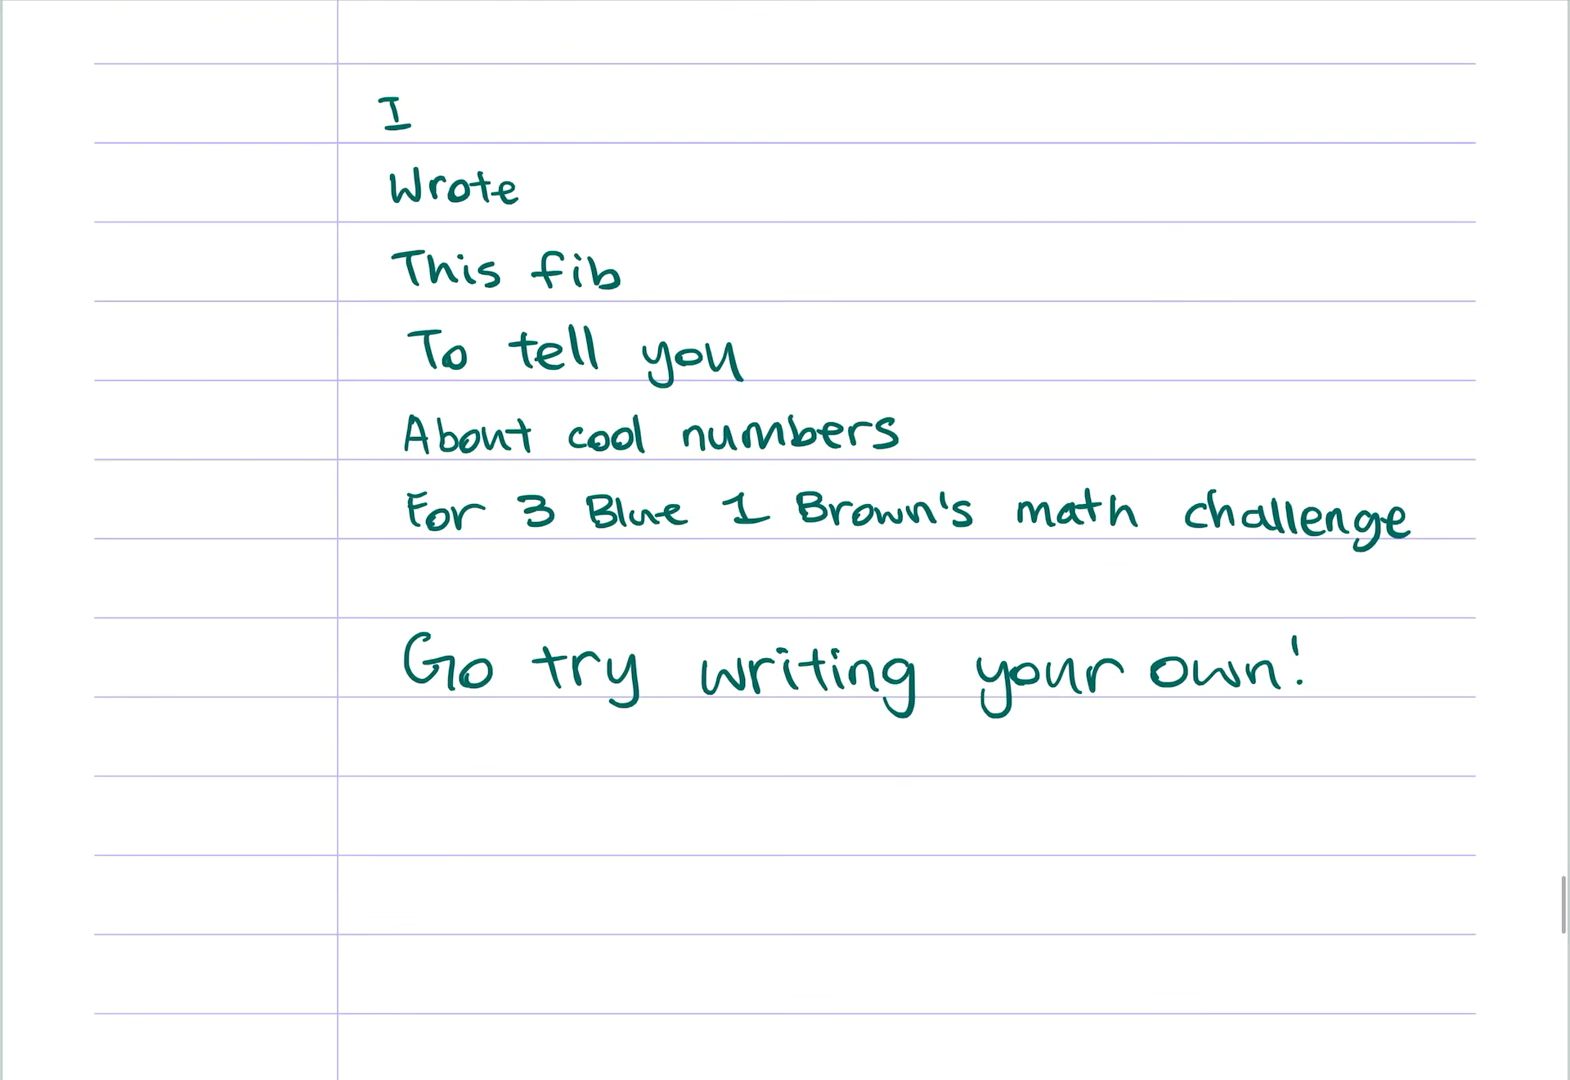 I
Wrote
This fib
To tell you
About cool numbers
For 3 Blue 1 Brown's math challenge
Go try writing your own!